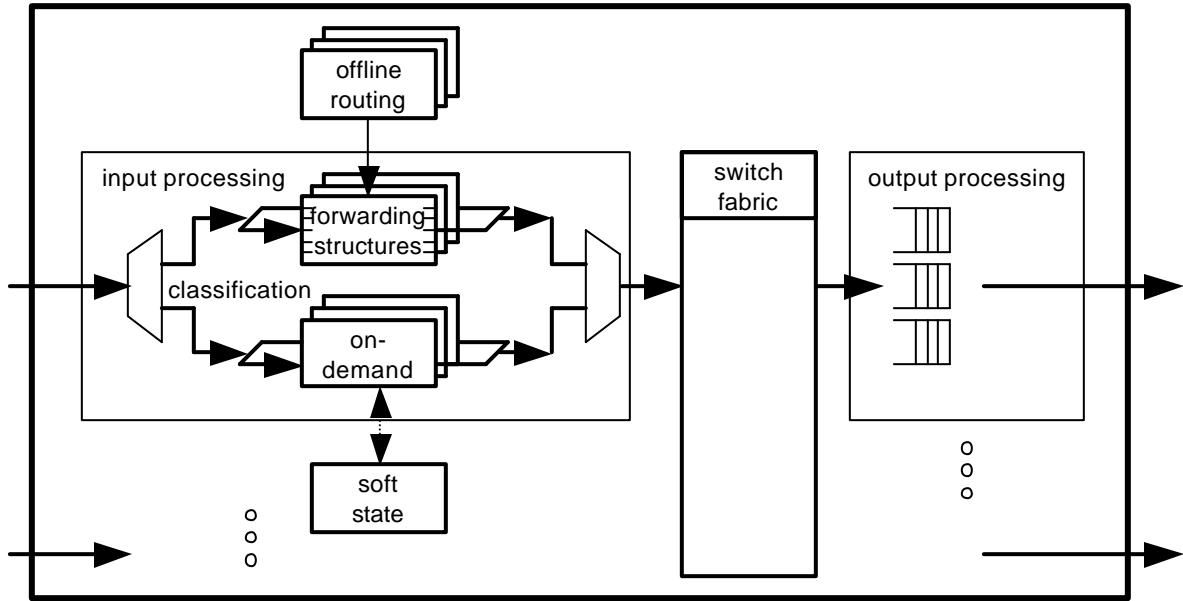 offline
routing
input processing
forwarding
structures
classification
on-
demand
soft
state
switch
fabric
output processing